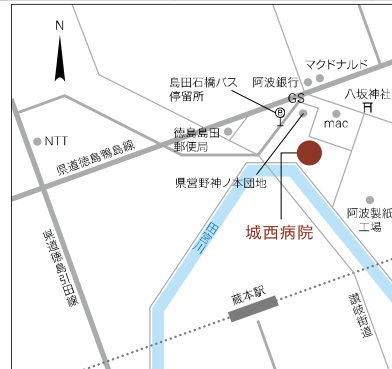 N
マクドナルド
島田石橋バス
停留所
阿波銀行
GS
八坂神社
P
mac
NTT
徳島島田
郵便局
県道徳島鴨島線
県営野神ノ本団地
阿波製紙
工場
城西病院
田宮川
県道徳島引田線
蔵本駅
讃岐街道